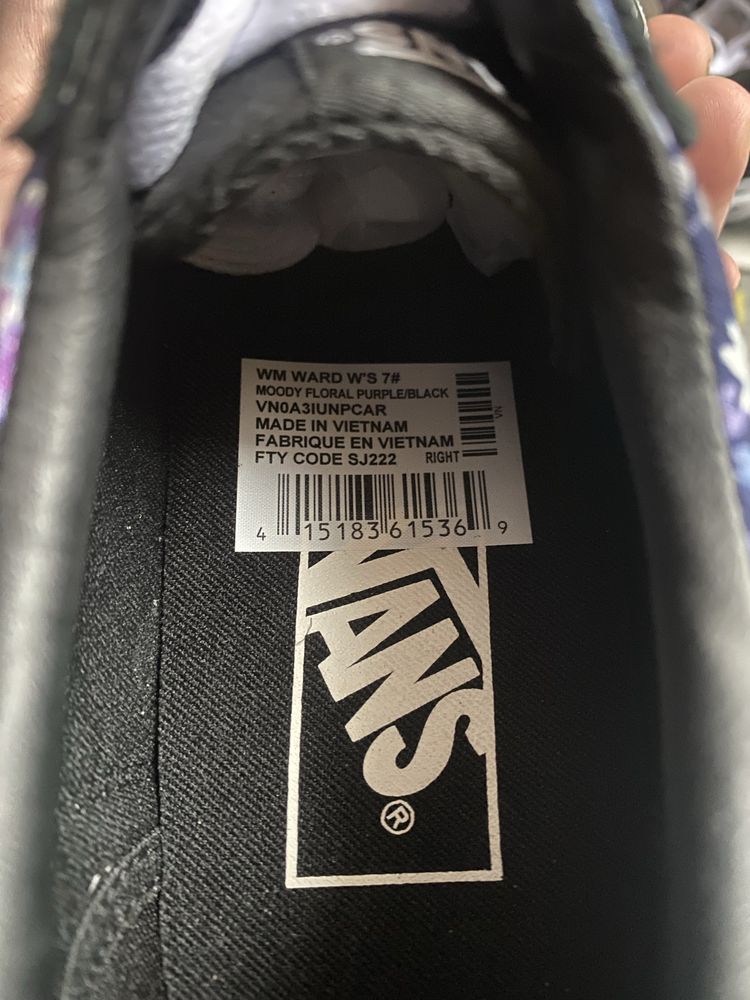 WM WARD W'S 7#
MOODY FLORAL PURPLE/BLACK
VN0A3IUNPCAR
MADE IN VIETNAM
FABRIQUE EN VIETNAM
FTY CODE SJ222 RIGHT
VN
4 15183 61536 9
VANS
®